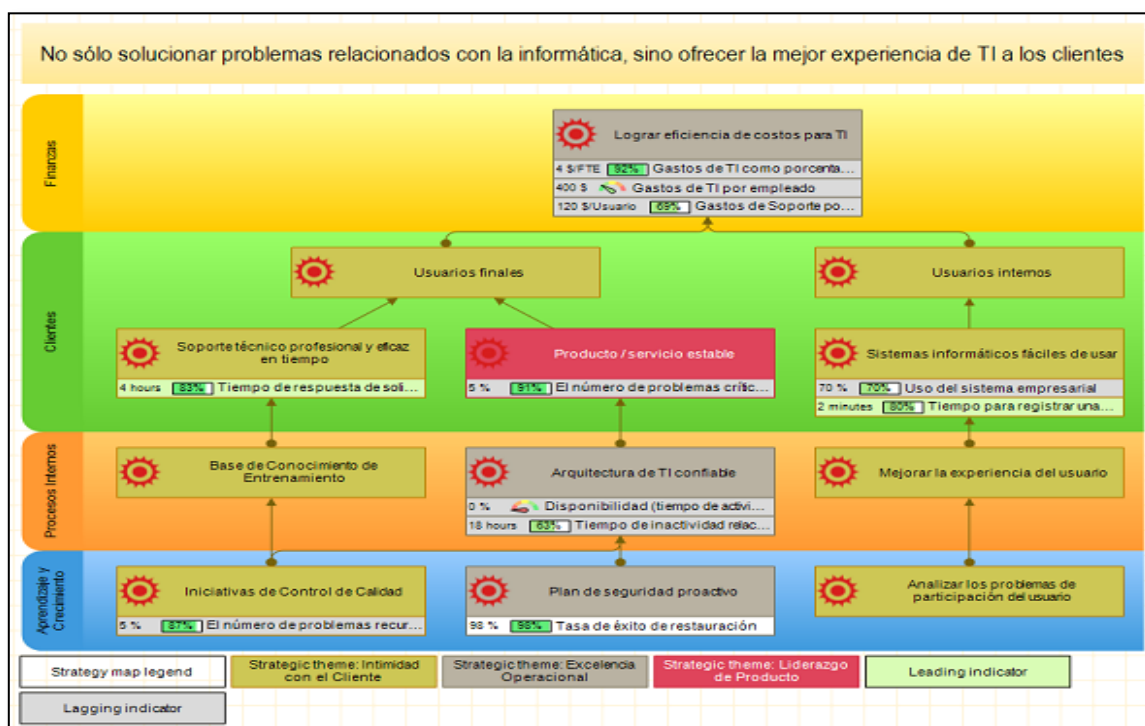 No sólo solucionar problemas relacionados con la informática, sino ofrecer la mejor experiencia de TI a los clientes
Finanzas
Lograr eficiencia de costos para TI
4 $/FTE 92% Gastos de TI como porcenta...
400 $ Gastos de TI por empleado
120 $/Usuario 69% Gastos de Soporte po...
Clientes
Usuarios finales
Usuarios internos
Soporte técnico profesional y eficaz
en tiempo
4 hours 83% Tiempo de respuesta de soli...
Producto / servicio estable
5 % 91% El número de problemas crític...
Sistemas informáticos fáciles de usar
70 % 70% Uso del sistema empresarial
2 minutes 80% Tiempo para registrar una...
Procesos Internos
Base de Conocimiento de
Entrenamiento
Arquitectura de TI confiable
0 % Disponibilidad (tiempo de activi...
18 hours 63% Tiempo de inactividad relac...
Mejorar la experiencia del usuario
Aprendizaje y
Crecimiento
Iniciativas de Control de Calidad
5 % 87% El número de problemas recur...
Plan de seguridad proactivo
98 % 98% Tasa de éxito de restauración
Analizar los problemas de
participación del usuario
Strategy map legend
Strategic theme: Intimidad
con el Cliente
Strategic theme: Excelencia
Operacional
Strategic theme: Liderazgo
de Producto
Leading indicator
Lagging indicator